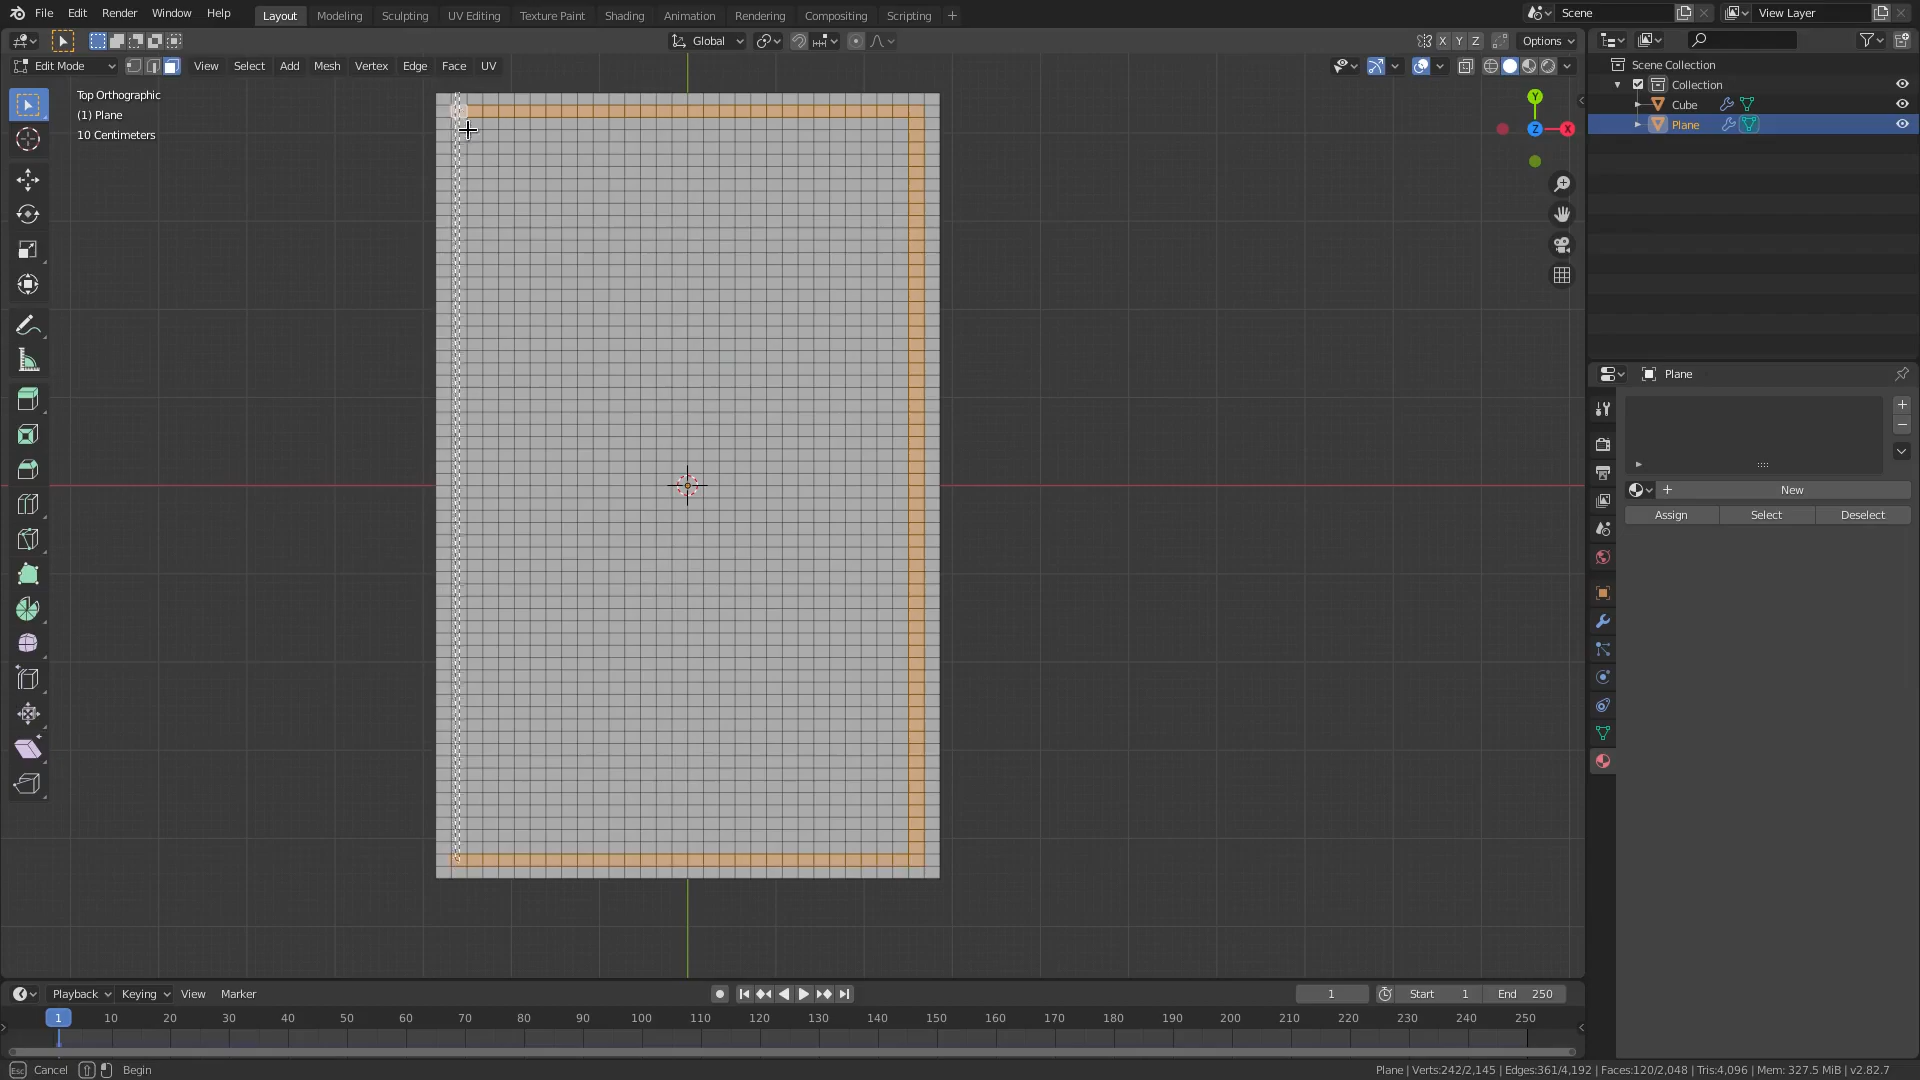 File Edit Render Window Help Layout Modeling Sculpting UV Editing Texture Paint Shading Animation Rendering Compositing Scripting + Scene View Layer
Global X Y Z Options
Edit Mode View Select Add Mesh Vertex Edge Face UV
Top Orthographic
(1) Plane
10 Centimeters
Y
Z
X
Scene Collection
Collection
Cube
Plane
Plane
New
Assign Select Deselect
Playback Keying View Marker 1 Start 1 End 250
1 10 20 30 40 50 60 70 80 90 100 110 120 130 140 150 160 170 180 190 200 210 220 230 240 250
Esc Cancel Begin Plane | Verts:242/2,145 | Edges:361/4,192 | Faces:120/2,048 | Tris:4,096 | Mem: 327.5 MiB | v2.82.7